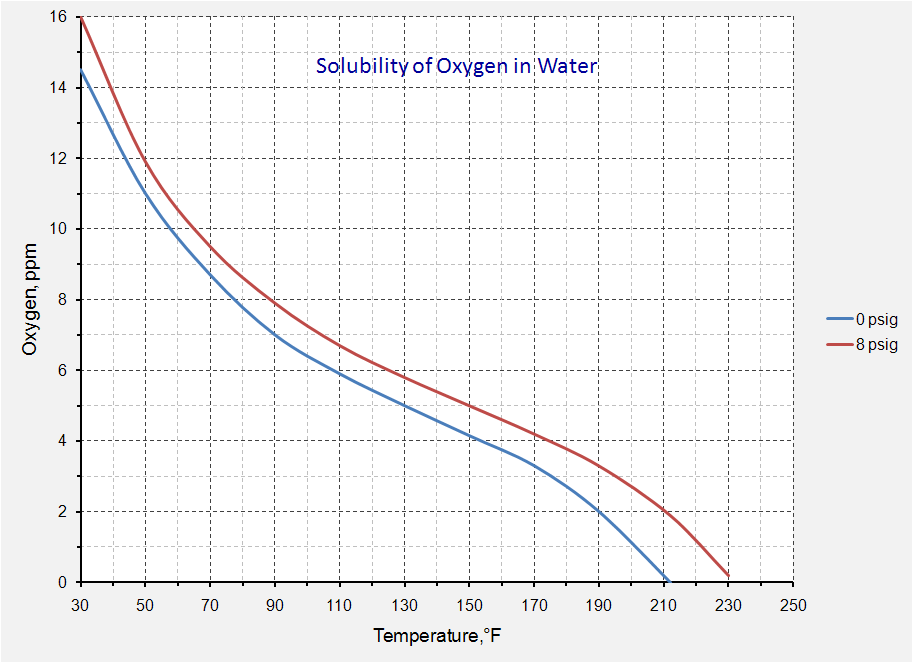 Solubility of Oxygen in Water
16
14
12
10
8
6
4
2
0
Oxygen, ppm
30 50 70 90 110 130 150 170 190 210 230 250
Temperature,°F
0 psig
8 psig